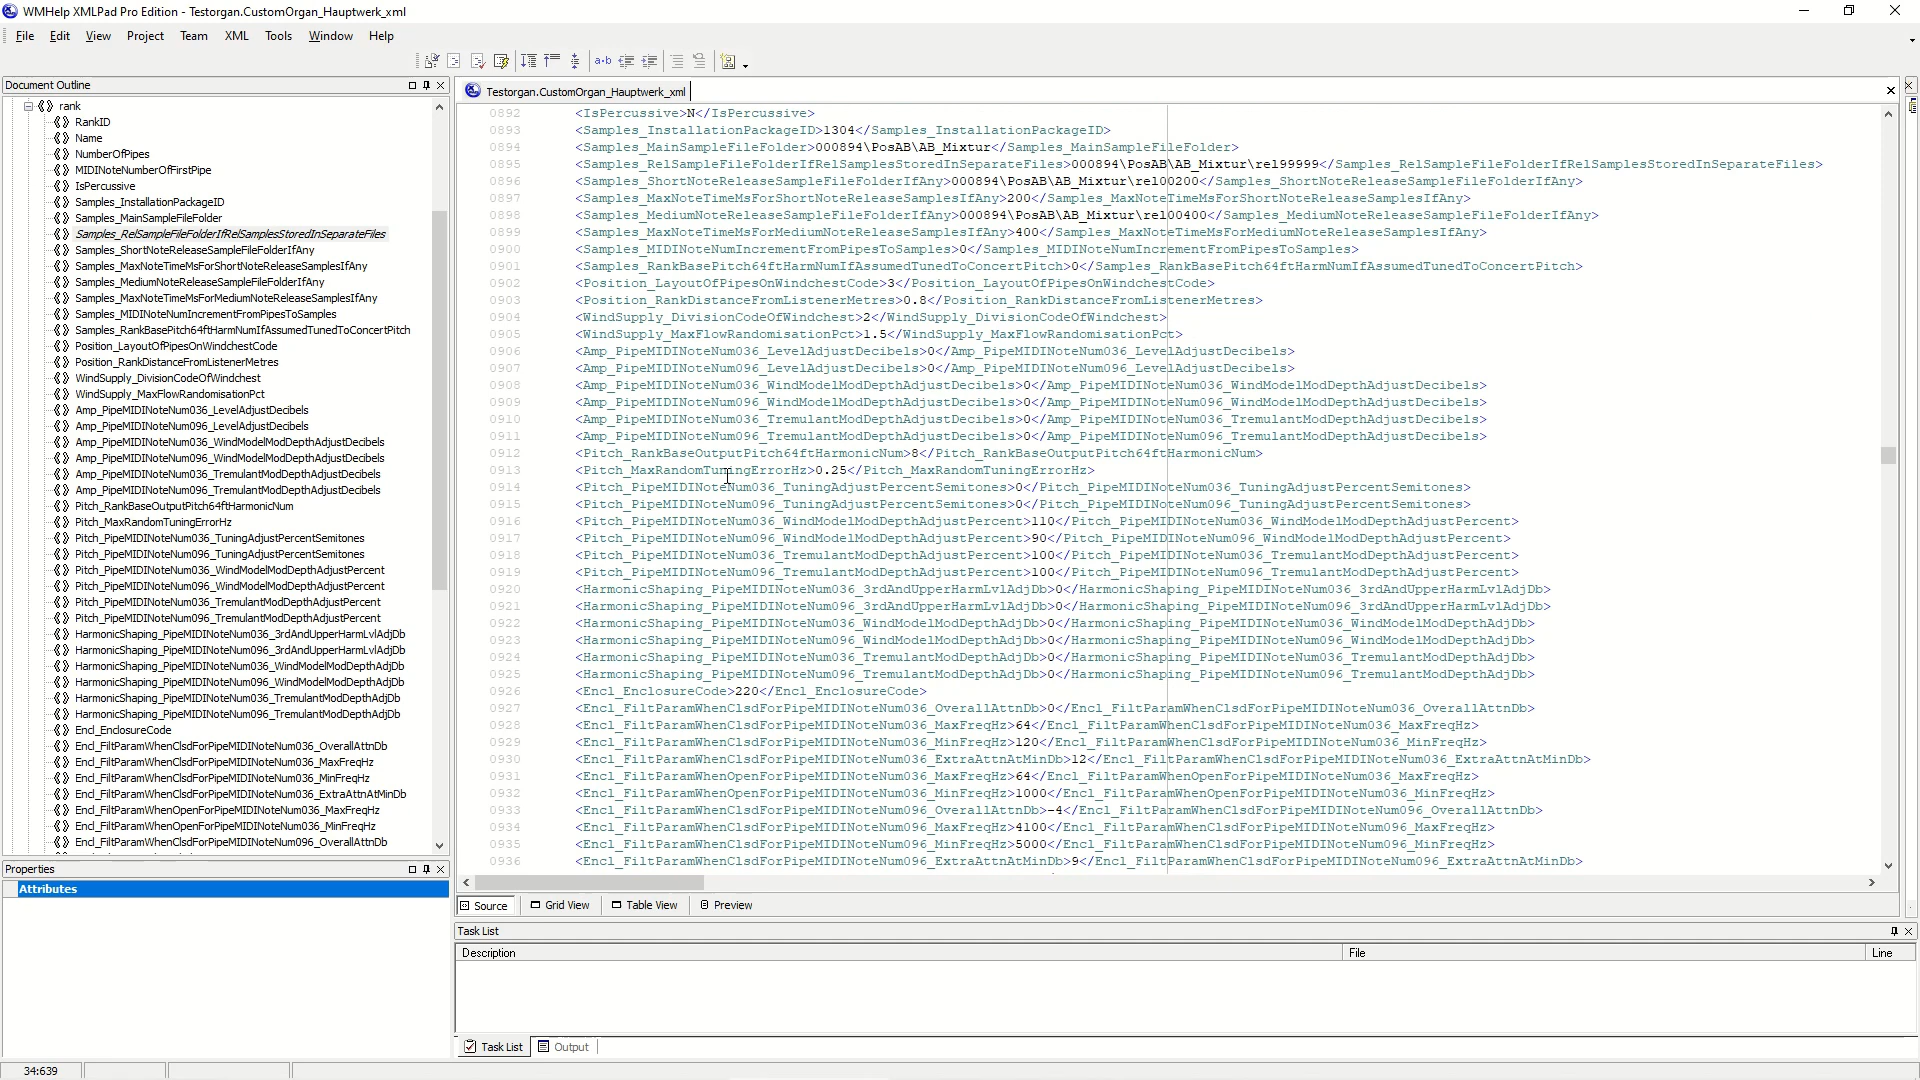 WMHelp XMLPad Pro Edition - Testorgan.CustomOrgan_Hauptwerk_xml
File Edit View Project Team XML Tools Window Help
Document Outline
rank
RankID
Name
NumberOfPipes
MIDINoteNumberOfFirstPipe
IsPercussive
Samples_InstallationPackageID
Samples_MainSampleFileFolder
Samples_RelSampleFileFolderIfRelSamplesStoredInSeparateFiles
Samples_ShortNoteReleaseSampleFileFolderIfAny
Samples_MaxNoteTimeMsForShortNoteReleaseSamplesIfAny
Samples_MediumNoteReleaseSampleFileFolderIfAny
Samples_MaxNoteTimeMsForMediumNoteReleaseSamplesIfAny
Samples_MIDINoteNumIncrementFromPipesToSamples
Samples_RankBasePitch64ftHarmNumIfAssumedTunedToConcertPitch
Position_LayoutOfPipesOnWindchestCode
Position_RankDistanceFromListenerMetres
WindSupply_DivisionCodeOfWindchest
WindSupply_MaxFlowRandomisationPct
Amp_PipeMIDINoteNum036_LevelAdjustDecibels
Amp_PipeMIDINoteNum096_LevelAdjustDecibels
Amp_PipeMIDINoteNum036_WindModelModDepthAdjustDecibels
Amp_PipeMIDINoteNum096_WindModelModDepthAdjustDecibels
Amp_PipeMIDINoteNum036_TremulantModDepthAdjustDecibels
Amp_PipeMIDINoteNum096_TremulantModDepthAdjustDecibels
Pitch_RankBaseOutputPitch64ftHarmonicNum
Pitch_MaxRandomTuningErrorHz
Pitch_PipeMIDINoteNum036_TuningAdjustPercentSemitones
Pitch_PipeMIDINoteNum096_TuningAdjustPercentSemitones
Pitch_PipeMIDINoteNum036_WindModelModDepthAdjustPercent
Pitch_PipeMIDINoteNum096_WindModelModDepthAdjustPercent
Pitch_PipeMIDINoteNum036_TremulantModDepthAdjustPercent
Pitch_PipeMIDINoteNum096_TremulantModDepthAdjustPercent
HarmonicShaping_PipeMIDINoteNum036_3rdAndUpperHarmLvlAdjDb
HarmonicShaping_PipeMIDINoteNum096_3rdAndUpperHarmLvlAdjDb
HarmonicShaping_PipeMIDINoteNum036_WindModelModDepthAdjDb
HarmonicShaping_PipeMIDINoteNum096_WindModelModDepthAdjDb
HarmonicShaping_PipeMIDINoteNum036_TremulantModDepthAdjDb
HarmonicShaping_PipeMIDINoteNum096_TremulantModDepthAdjDb
Encl_EnclosureCode
Encl_FiltParamWhenClsdForPipeMIDINoteNum036_OverallAttnDb
Encl_FiltParamWhenClsdForPipeMIDINoteNum036_MaxFreqHz
Encl_FiltParamWhenClsdForPipeMIDINoteNum036_MinFreqHz
Encl_FiltParamWhenClsdForPipeMIDINoteNum036_ExtraAttnAtMinDb
Encl_FiltParamWhenOpenForPipeMIDINoteNum036_MaxFreqHz
Encl_FiltParamWhenOpenForPipeMIDINoteNum036_MinFreqHz
Encl_FiltParamWhenClsdForPipeMIDINoteNum096_OverallAttnDb
Properties
Attributes
Testorgan.CustomOrgan_Hauptwerk_xml
0892 <IsPercussive>N</IsPercussive>
0893 <Samples_InstallationPackageID>1304</Samples_InstallationPackageID>
0894 <Samples_MainSampleFileFolder>000894\PosAB\AB_Mixtur</Samples_MainSampleFileFolder>
0895 <Samples_RelSampleFileFolderIfRelSamplesStoredInSeparateFiles>000894\PosAB\AB_Mixtur\rel99999</Samples_RelSampleFileFolderIfRelSamplesStoredInSeparateFiles>
0896 <Samples_ShortNoteReleaseSampleFileFolderIfAny>000894\PosAB\AB_Mixtur\rel00200</Samples_ShortNoteReleaseSampleFileFolderIfAny>
0897 <Samples_MaxNoteTimeMsForShortNoteReleaseSamplesIfAny>200</Samples_MaxNoteTimeMsForShortNoteReleaseSamplesIfAny>
0898 <Samples_MediumNoteReleaseSampleFileFolderIfAny>000894\PosAB\AB_Mixtur\rel00400</Samples_MediumNoteReleaseSampleFileFolderIfAny>
0899 <Samples_MaxNoteTimeMsForMediumNoteReleaseSamplesIfAny>400</Samples_MaxNoteTimeMsForMediumNoteReleaseSamplesIfAny>
0900 <Samples_MIDINoteNumIncrementFromPipesToSamples>0</Samples_MIDINoteNumIncrementFromPipesToSamples>
0901 <Samples_RankBasePitch64ftHarmNumIfAssumedTunedToConcertPitch>0</Samples_RankBasePitch64ftHarmNumIfAssumedTunedToConcertPitch>
0902 <Position_LayoutOfPipesOnWindchestCode>3</Position_LayoutOfPipesOnWindchestCode>
0903 <Position_RankDistanceFromListenerMetres>0.8</Position_RankDistanceFromListenerMetres>
0904 <WindSupply_DivisionCodeOfWindchest>2</WindSupply_DivisionCodeOfWindchest>
0905 <WindSupply_MaxFlowRandomisationPct>1.5</WindSupply_MaxFlowRandomisationPct>
0906 <Amp_PipeMIDINoteNum036_LevelAdjustDecibels>0</Amp_PipeMIDINoteNum036_LevelAdjustDecibels>
0907 <Amp_PipeMIDINoteNum096_LevelAdjustDecibels>0</Amp_PipeMIDINoteNum096_LevelAdjustDecibels>
0908 <Amp_PipeMIDINoteNum036_WindModelModDepthAdjustDecibels>0</Amp_PipeMIDINoteNum036_WindModelModDepthAdjustDecibels>
0909 <Amp_PipeMIDINoteNum096_WindModelModDepthAdjustDecibels>0</Amp_PipeMIDINoteNum096_WindModelModDepthAdjustDecibels>
0910 <Amp_PipeMIDINoteNum036_TremulantModDepthAdjustDecibels>0</Amp_PipeMIDINoteNum036_TremulantModDepthAdjustDecibels>
0911 <Amp_PipeMIDINoteNum096_TremulantModDepthAdjustDecibels>0</Amp_PipeMIDINoteNum096_TremulantModDepthAdjustDecibels>
0912 <Pitch_RankBaseOutputPitch64ftHarmonicNum>8</Pitch_RankBaseOutputPitch64ftHarmonicNum>
0913 <Pitch_MaxRandomTuningErrorHz>0.25</Pitch_MaxRandomTuningErrorHz>
0914 <Pitch_PipeMIDINoteNum036_TuningAdjustPercentSemitones>0</Pitch_PipeMIDINoteNum036_TuningAdjustPercentSemitones>
0915 <Pitch_PipeMIDINoteNum096_TuningAdjustPercentSemitones>0</Pitch_PipeMIDINoteNum096_TuningAdjustPercentSemitones>
0916 <Pitch_PipeMIDINoteNum036_WindModelModDepthAdjustPercent>110</Pitch_PipeMIDINoteNum036_WindModelModDepthAdjustPercent>
0917 <Pitch_PipeMIDINoteNum096_WindModelModDepthAdjustPercent>90</Pitch_PipeMIDINoteNum096_WindModelModDepthAdjustPercent>
0918 <Pitch_PipeMIDINoteNum036_TremulantModDepthAdjustPercent>100</Pitch_PipeMIDINoteNum036_TremulantModDepthAdjustPercent>
0919 <Pitch_PipeMIDINoteNum096_TremulantModDepthAdjustPercent>100</Pitch_PipeMIDINoteNum096_TremulantModDepthAdjustPercent>
0920 <HarmonicShaping_PipeMIDINoteNum036_3rdAndUpperHarmLvlAdjDb>0</HarmonicShaping_PipeMIDINoteNum036_3rdAndUpperHarmLvlAdjDb>
0921 <HarmonicShaping_PipeMIDINoteNum096_3rdAndUpperHarmLvlAdjDb>0</HarmonicShaping_PipeMIDINoteNum096_3rdAndUpperHarmLvlAdjDb>
0922 <HarmonicShaping_PipeMIDINoteNum036_WindModelModDepthAdjDb>0</HarmonicShaping_PipeMIDINoteNum036_WindModelModDepthAdjDb>
0923 <HarmonicShaping_PipeMIDINoteNum096_WindModelModDepthAdjDb>0</HarmonicShaping_PipeMIDINoteNum096_WindModelModDepthAdjDb>
0924 <HarmonicShaping_PipeMIDINoteNum036_TremulantModDepthAdjDb>0</HarmonicShaping_PipeMIDINoteNum036_TremulantModDepthAdjDb>
0925 <HarmonicShaping_PipeMIDINoteNum096_TremulantModDepthAdjDb>0</HarmonicShaping_PipeMIDINoteNum096_TremulantModDepthAdjDb>
0926 <Encl_EnclosureCode>220</Encl_EnclosureCode>
0927 <Encl_FiltParamWhenClsdForPipeMIDINoteNum036_OverallAttnDb>0</Encl_FiltParamWhenClsdForPipeMIDINoteNum036_OverallAttnDb>
0928 <Encl_FiltParamWhenClsdForPipeMIDINoteNum036_MaxFreqHz>64</Encl_FiltParamWhenClsdForPipeMIDINoteNum036_MaxFreqHz>
0929 <Encl_FiltParamWhenClsdForPipeMIDINoteNum036_MinFreqHz>120</Encl_FiltParamWhenClsdForPipeMIDINoteNum036_MinFreqHz>
0930 <Encl_FiltParamWhenClsdForPipeMIDINoteNum036_ExtraAttnAtMinDb>12</Encl_FiltParamWhenClsdForPipeMIDINoteNum036_ExtraAttnAtMinDb>
0931 <Encl_FiltParamWhenOpenForPipeMIDINoteNum036_MaxFreqHz>64</Encl_FiltParamWhenOpenForPipeMIDINoteNum036_MaxFreqHz>
0932 <Encl_FiltParamWhenOpenForPipeMIDINoteNum036_MinFreqHz>1000</Encl_FiltParamWhenOpenForPipeMIDINoteNum036_MinFreqHz>
0933 <Encl_FiltParamWhenClsdForPipeMIDINoteNum096_OverallAttnDb>-4</Encl_FiltParamWhenClsdForPipeMIDINoteNum096_OverallAttnDb>
0934 <Encl_FiltParamWhenClsdForPipeMIDINoteNum096_MaxFreqHz>4100</Encl_FiltParamWhenClsdForPipeMIDINoteNum096_MaxFreqHz>
0935 <Encl_FiltParamWhenClsdForPipeMIDINoteNum096_MinFreqHz>5000</Encl_FiltParamWhenClsdForPipeMIDINoteNum096_MinFreqHz>
0936 <Encl_FiltParamWhenClsdForPipeMIDINoteNum096_ExtraAttnAtMinDb>9</Encl_FiltParamWhenClsdForPipeMIDINoteNum096_ExtraAttnAtMinDb>
Source Grid View Table View Preview
Task List
Description File Line
Task List Output
34:639